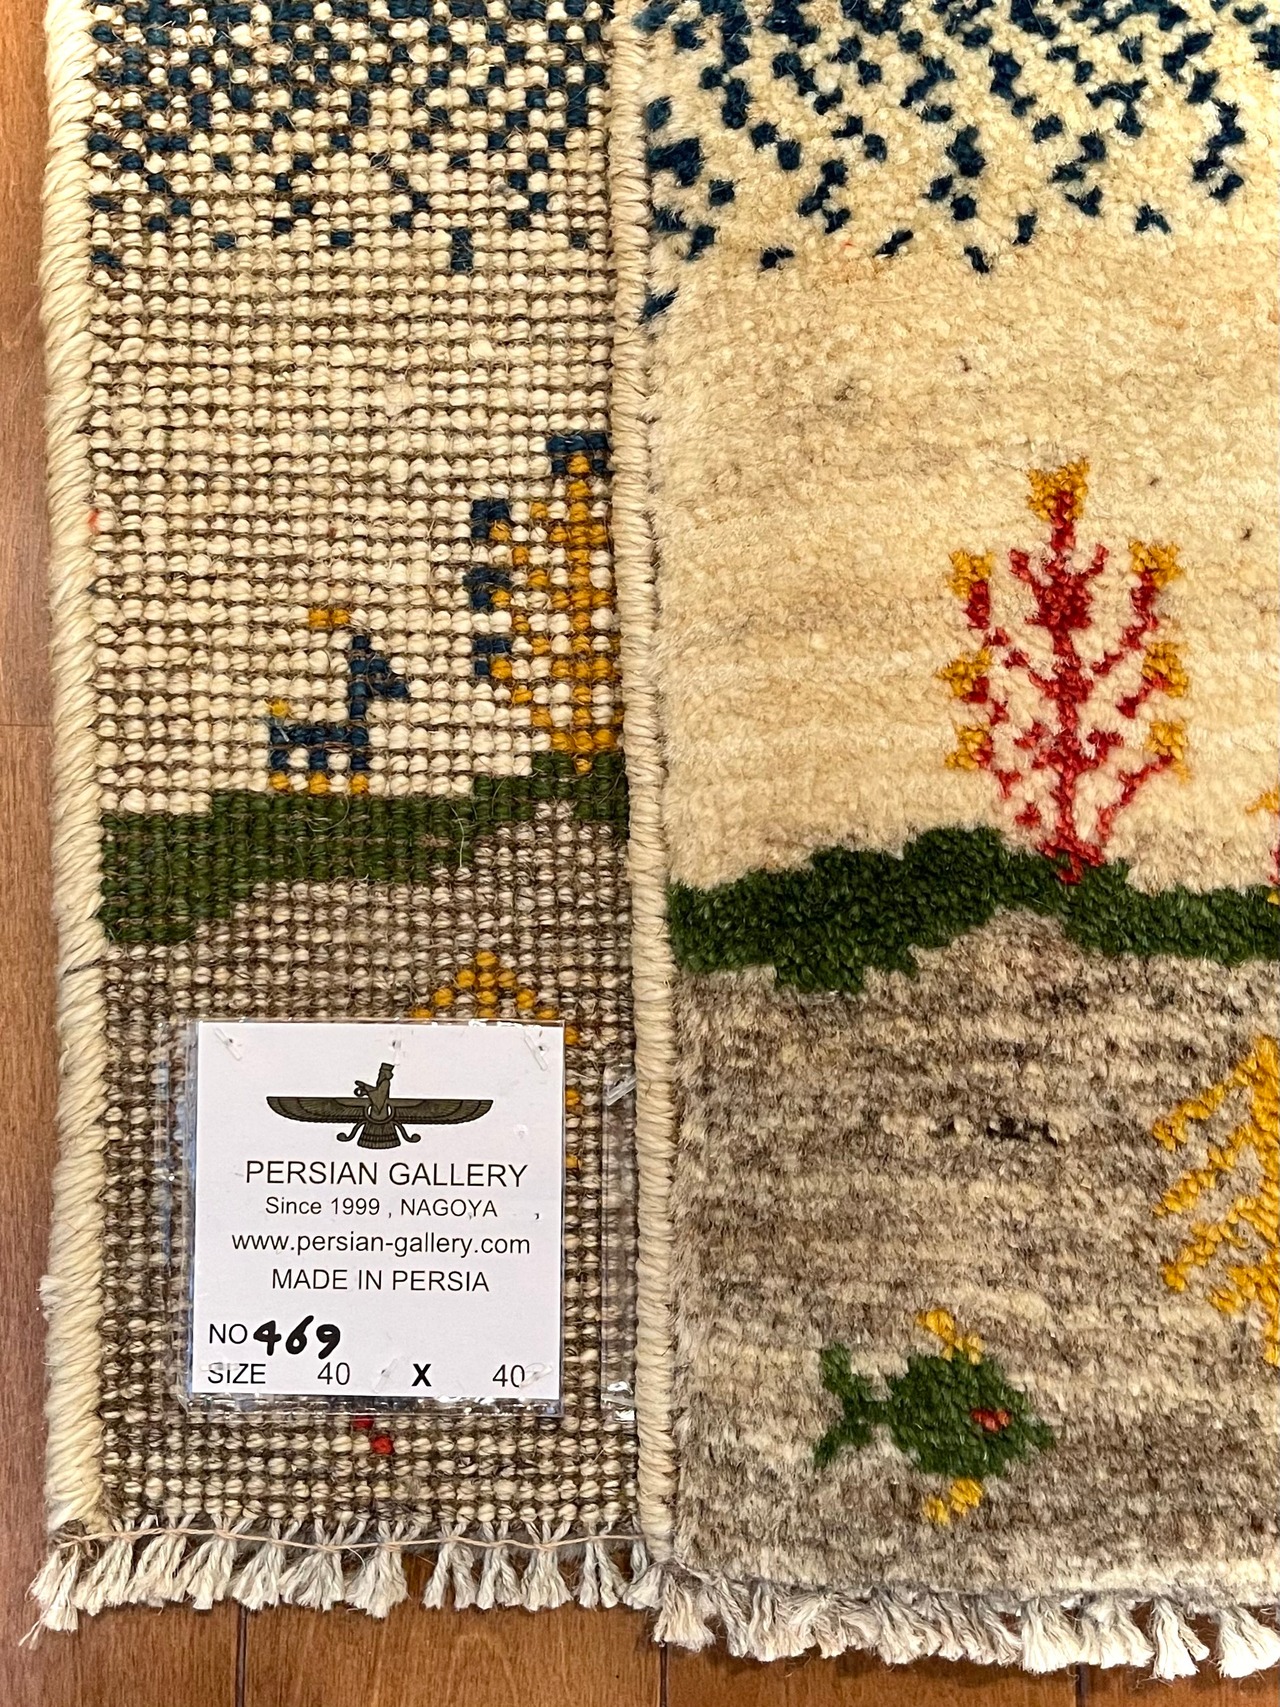 PERSIAN GALLERY
Since 1999 , NAGOYA
www.persian-gallery.com
MADE IN PERSIA
NO 469
SIZE 40 X 40